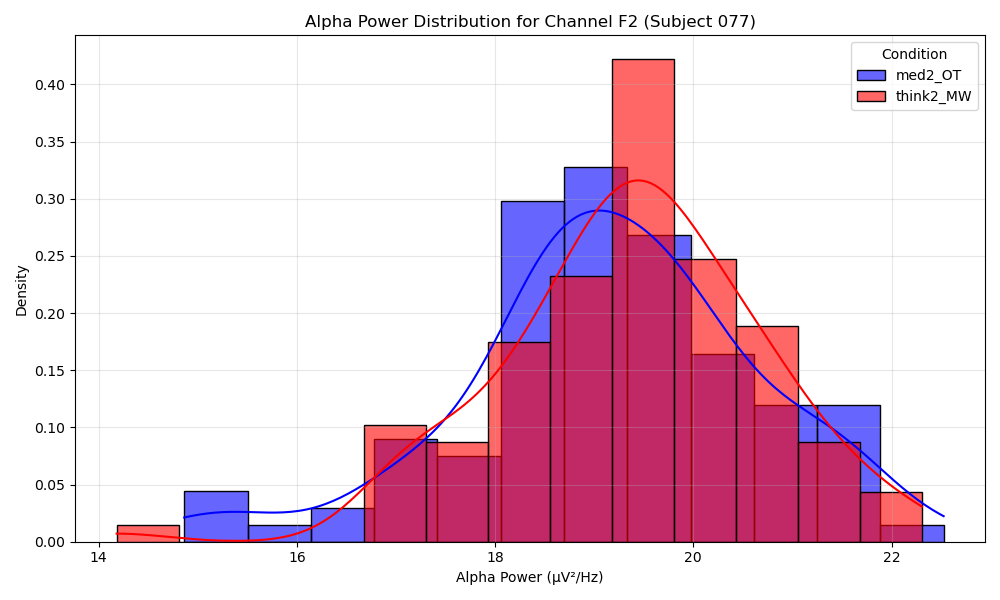 Alpha Power Distribution for Channel F2 (Subject 077)
Condition
med2_OT
think2_MW
0.40
0.35
0.30
0.25
0.20
0.15
0.10
0.05
0.00
Density
14 16 18 20 22
Alpha Power (μV²/Hz)